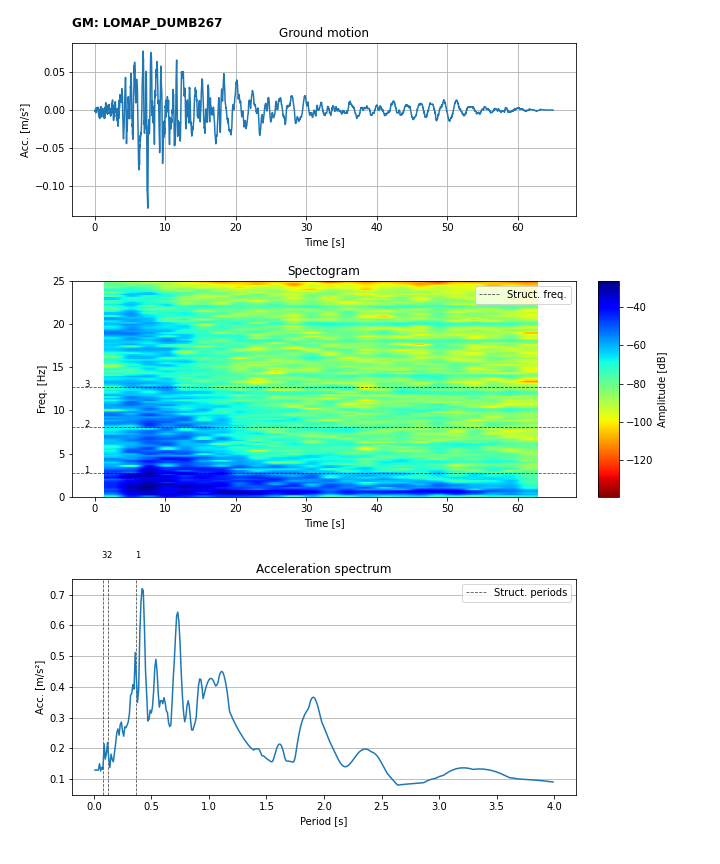 GM: LOMAP_DUMB267
Ground motion
0.05
0.00
−0.05
−0.10
Acc. [m/s²]
0 10 20 30 40 50 60
Time [s]
Spectogram
25
20
15
10
5
0
Freq. [Hz]
Struct. freq.
3
2
1
0 10 20 30 40 50 60
Time [s]
−40
−60
−80
−100
−120
Amplitude [dB]
32 1
Acceleration spectrum
0.7
0.6
0.5
0.4
0.3
0.2
0.1
Acc. [m/s²]
Struct. periods
0.0 0.5 1.0 1.5 2.0 2.5 3.0 3.5 4.0
Period [s]